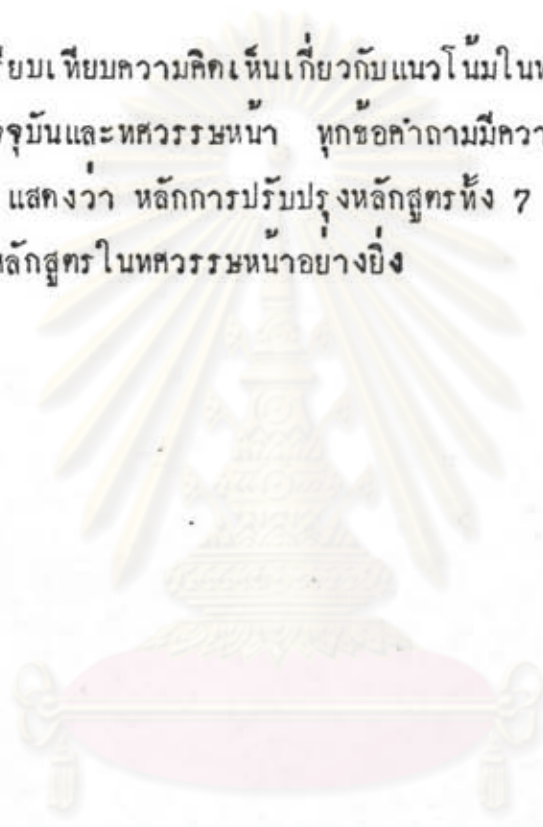 รียบเทียบความคิดเห็นเกี่ยวกับแนวโน้มใน
จุบันและทศวรรษหน้า ทุกข้อคำถามมีควา
แสดงว่า หลักการปรับปรุงหลักสูตรทั้ง 7
หลักสูตรในทศวรรษหน้าอย่างยิ่ง